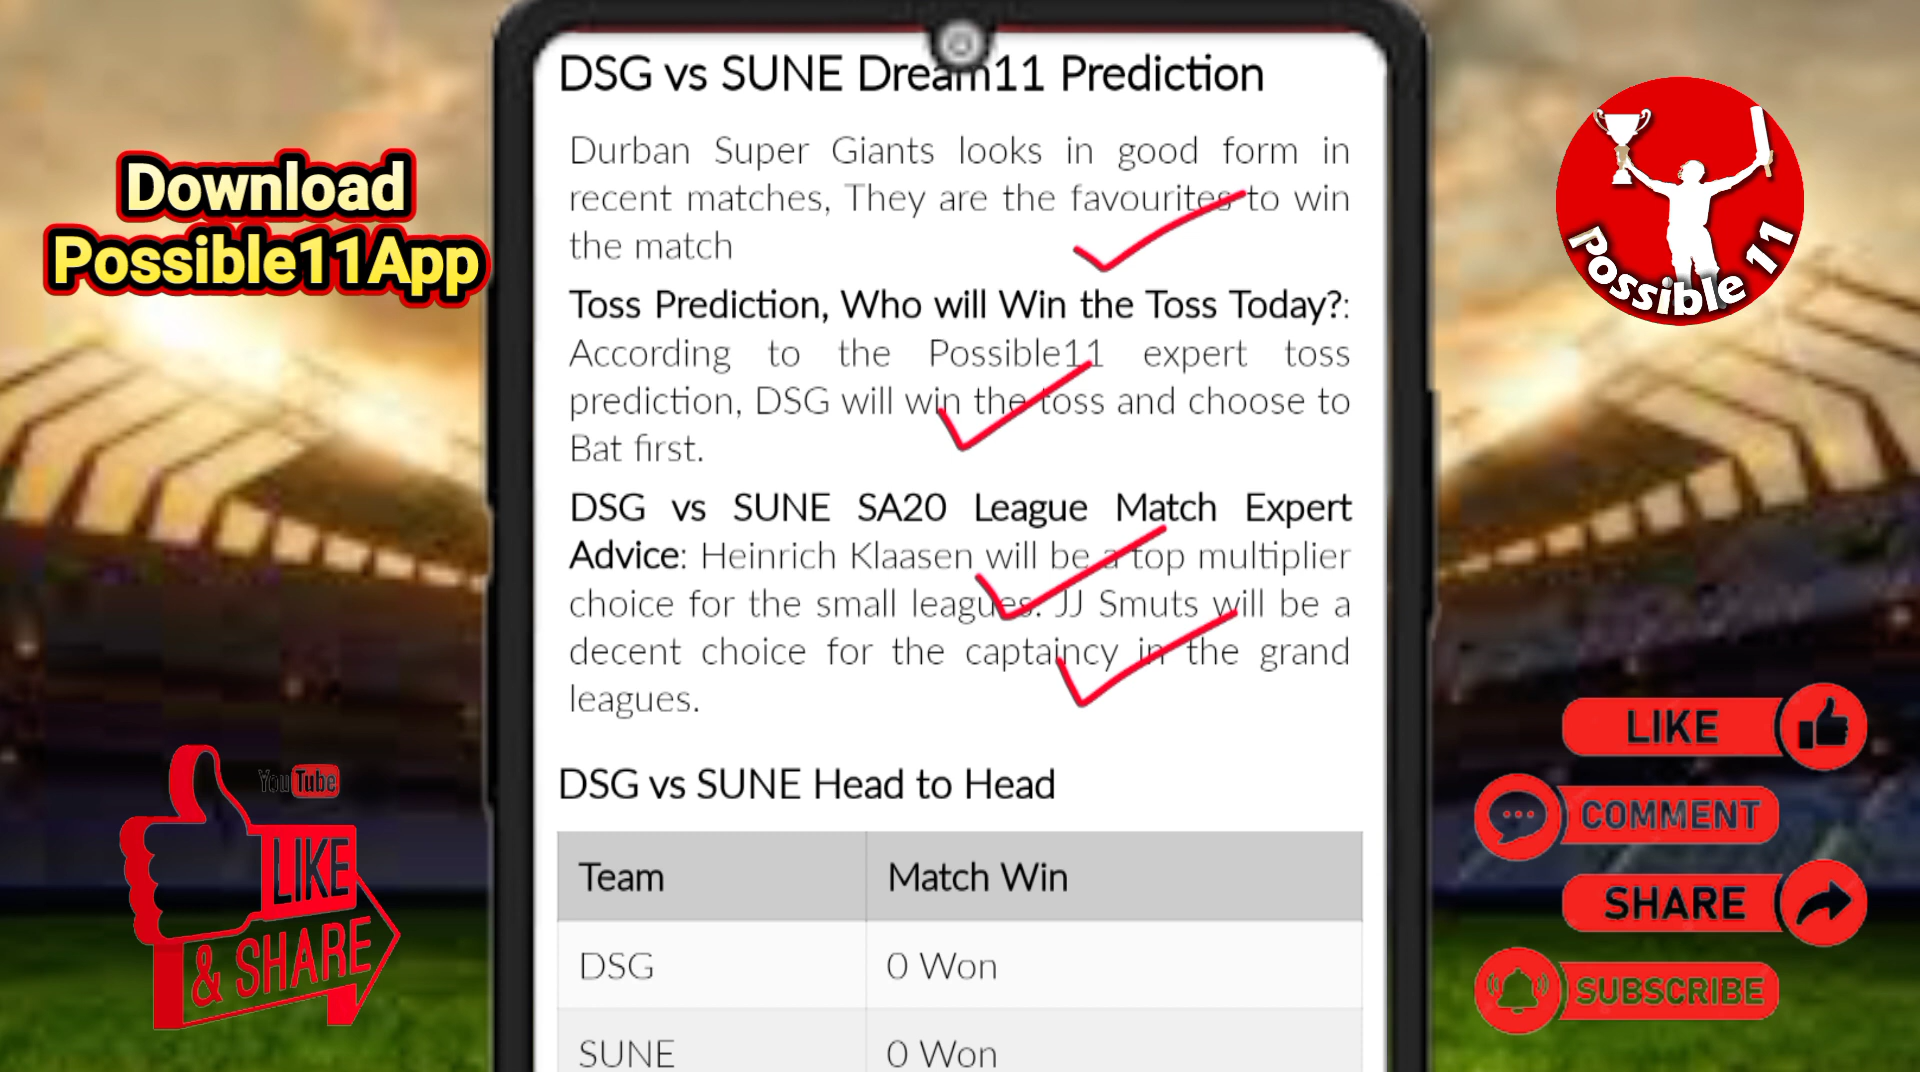 DSG vs SUNE Dream11 Prediction
Durban Super Giants looks in good form in
recent matches, They are the favourites to win
the match
Toss Prediction, Who will Win the Toss Today?:
According to the Possible11 expert toss
prediction, DSG will win the toss and choose to
Bat first.
DSG vs SUNE SA20 League Match Expert
Advice: Heinrich Klaasen will be a top multiplier
choice for the small leagues. JJ Smuts will be a
decent choice for the captaincy in the grand
leagues.
DSG vs SUNE Head to Head
Team Match Win
DSG 0 Won
SUNE 0 Won
Download
Possible11App
YouTube
LIKE
& SHARE
Possible 11
LIKE
COMMENT
SHARE
SUBSCRIBE